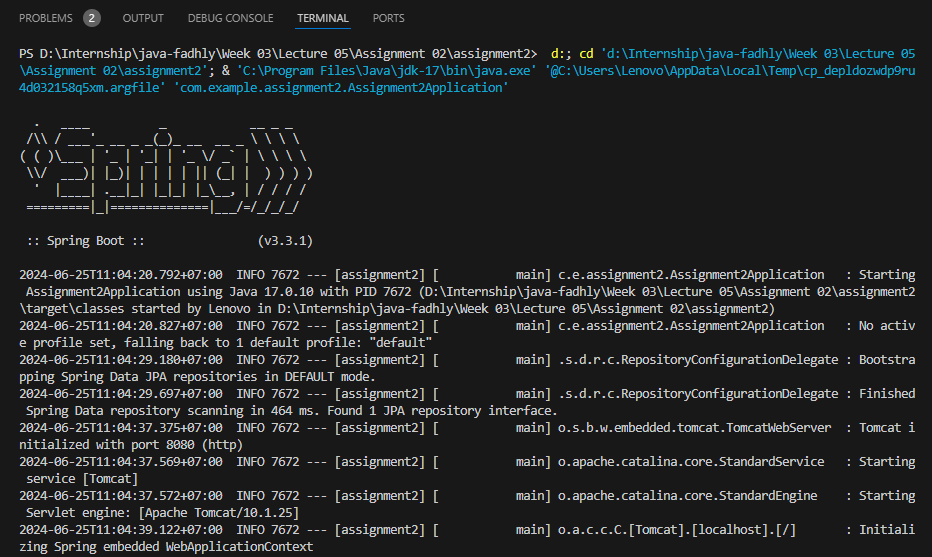 PROBLEMS 2 OUTPUT DEBUG CONSOLE TERMINAL PORTS
PS D:\Internship\java-fadhly\Week 03\Lecture 05\Assignment 02\assignment2>  d:; cd 'd:\Internship\java-fadhly\Week 03\Lecture 05
\Assignment 02\assignment2'; & 'C:\Program Files\Java\jdk-17\bin\java.exe' '@C:\Users\Lenovo\AppData\Local\Temp\cp_depldozwdp9ru
4d032158q5xm.argfile' 'com.example.assignment2.Assignment2Application'
  .   ____          _            __ _ _
 /\\ / ___'_ __ _ _(_)_ __  __ _ \ \ \ \
( ( )\___ | '_ | '_| | '_ \/ _` | \ \ \ \
 \\/  ___)| |_)| | | | | || (_| |  ) ) ) )
  '  |____| .__|_| |_|_| |_\__, | / / / /
 =========|_|==============|___/=/_/_/_/
 :: Spring Boot ::                (v3.3.1)
2024-06-25T11:04:20.792+07:00  INFO 7672 --- [assignment2] [           main] c.e.assignment2.Assignment2Application   : Starting
 Assignment2Application using Java 17.0.10 with PID 7672 (D:\Internship\java-fadhly\Week 03\Lecture 05\Assignment 02\assignment2
\target\classes started by Lenovo in D:\Internship\java-fadhly\Week 03\Lecture 05\Assignment 02\assignment2)
2024-06-25T11:04:20.827+07:00  INFO 7672 --- [assignment2] [           main] c.e.assignment2.Assignment2Application   : No activ
e profile set, falling back to 1 default profile: "default"
2024-06-25T11:04:29.180+07:00  INFO 7672 --- [assignment2] [           main] .s.d.r.c.RepositoryConfigurationDelegate : Bootstra
pping Spring Data JPA repositories in DEFAULT mode.
2024-06-25T11:04:29.697+07:00  INFO 7672 --- [assignment2] [           main] .s.d.r.c.RepositoryConfigurationDelegate : Finished
 Spring Data repository scanning in 464 ms. Found 1 JPA repository interface.
2024-06-25T11:04:37.375+07:00  INFO 7672 --- [assignment2] [           main] o.s.b.w.embedded.tomcat.TomcatWebServer  : Tomcat i
nitialized with port 8080 (http)
2024-06-25T11:04:37.569+07:00  INFO 7672 --- [assignment2] [           main] o.apache.catalina.core.StandardService   : Starting
 service [Tomcat]
2024-06-25T11:04:37.572+07:00  INFO 7672 --- [assignment2] [           main] o.apache.catalina.core.StandardEngine    : Starting
 Servlet engine: [Apache Tomcat/10.1.25]
2024-06-25T11:04:39.122+07:00  INFO 7672 --- [assignment2] [           main] o.a.c.c.C.[Tomcat].[localhost].[/]       : Initiali
zing Spring embedded WebApplicationContext